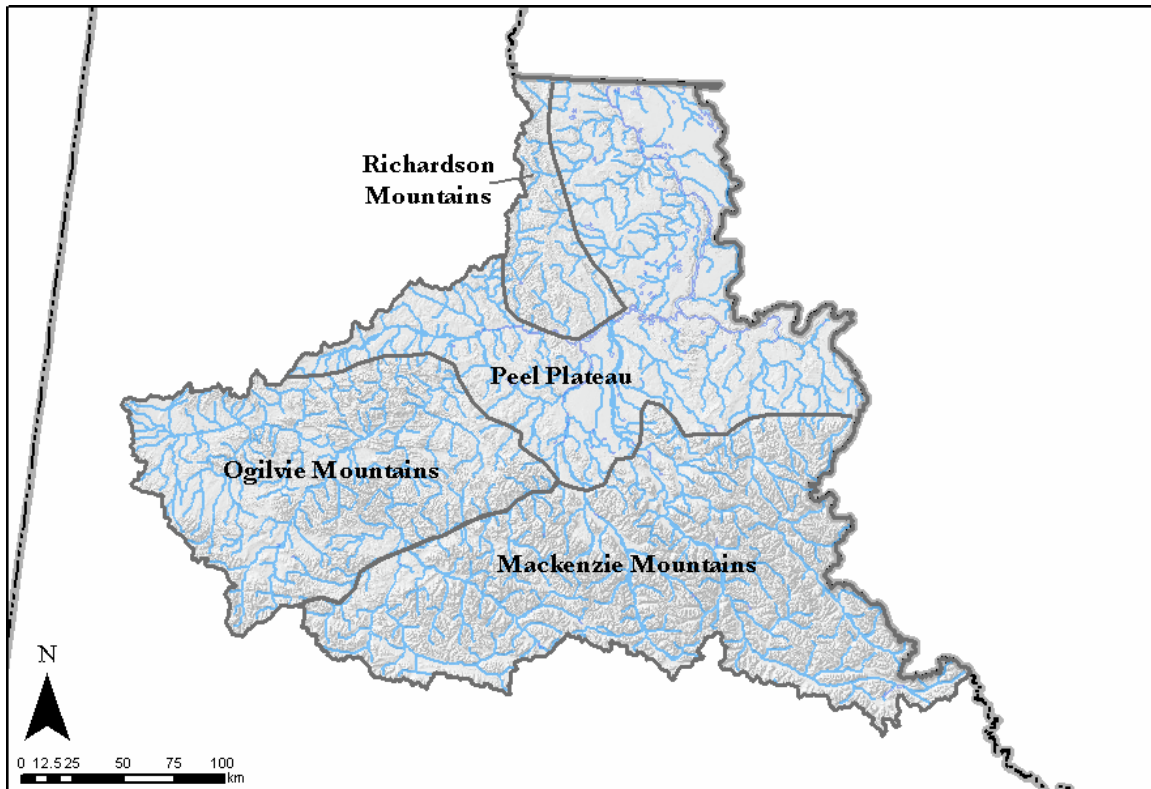 Richardson
Mountains
Peel Plateau
Ogilvie Mountains
Mackenzie Mountains
N
0 12.5 25 50 75 100
km